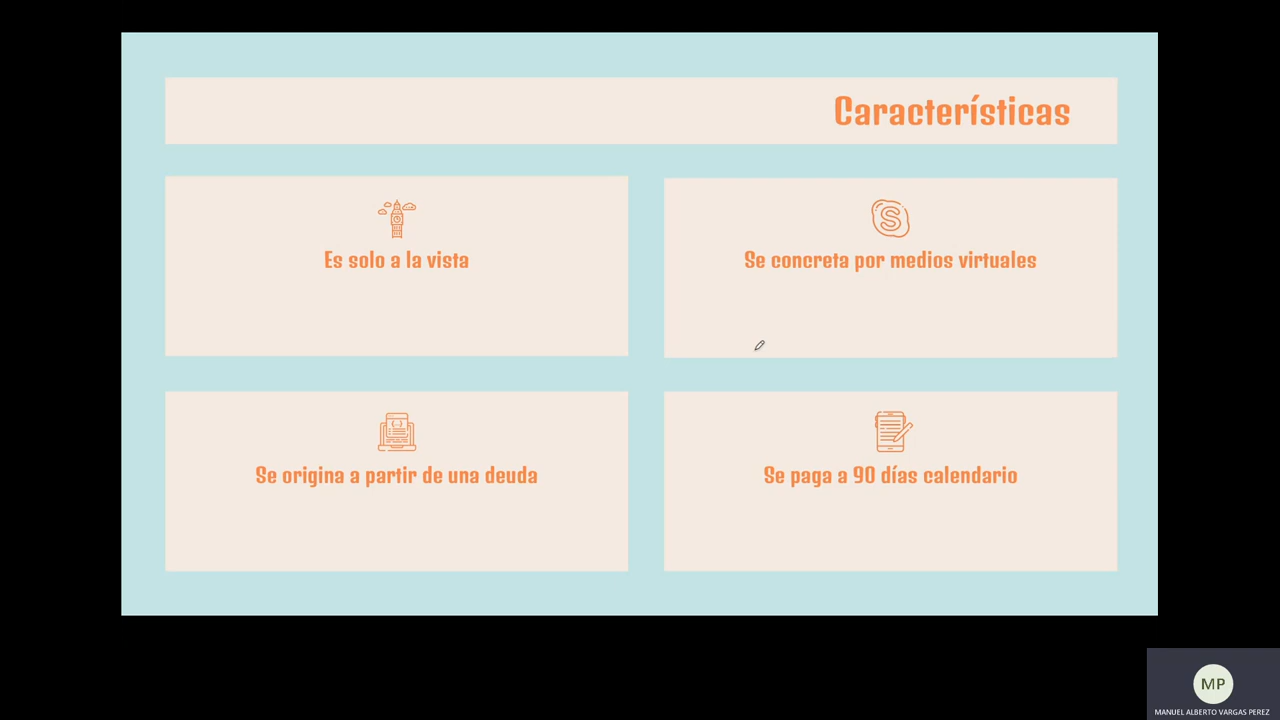 Características
Es solo a la vista
S
Se concreta por medios virtuales
Se origina a partir de una deuda
Se paga a 90 días calendario
MP
MANUEL ALBERTO VARGAS PEREZ